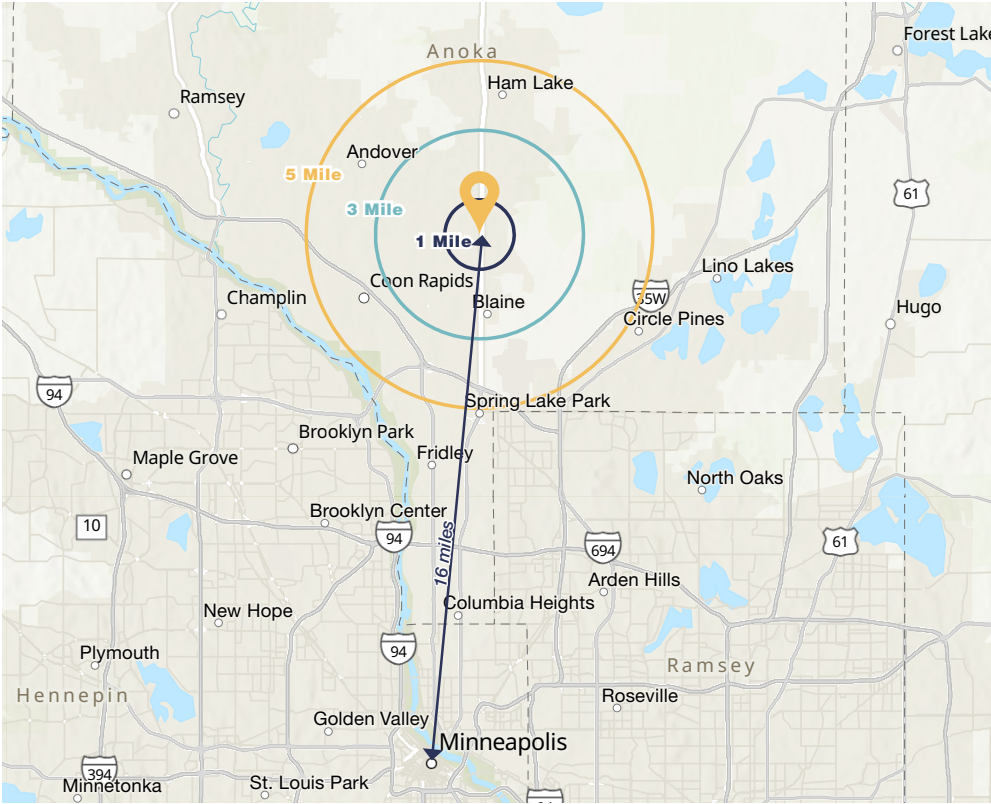 Forest Lake
Anoka
Ham Lake
Ramsey
Andover
5 Mile
61
3 Mile
1 Mile
Lino Lakes
Coon Rapids
35W
Champlin
Blaine
Hugo
Circle Pines
94
Spring Lake Park
Brooklyn Park
Fridley
Maple Grove
North Oaks
Brooklyn Center
10
94
61
694
16 miles
Arden Hills
New Hope
Columbia Heights
94
Plymouth
Ramsey
Hennepin
Roseville
Golden Valley
Minneapolis
394
Minnetonka
St. Louis Park